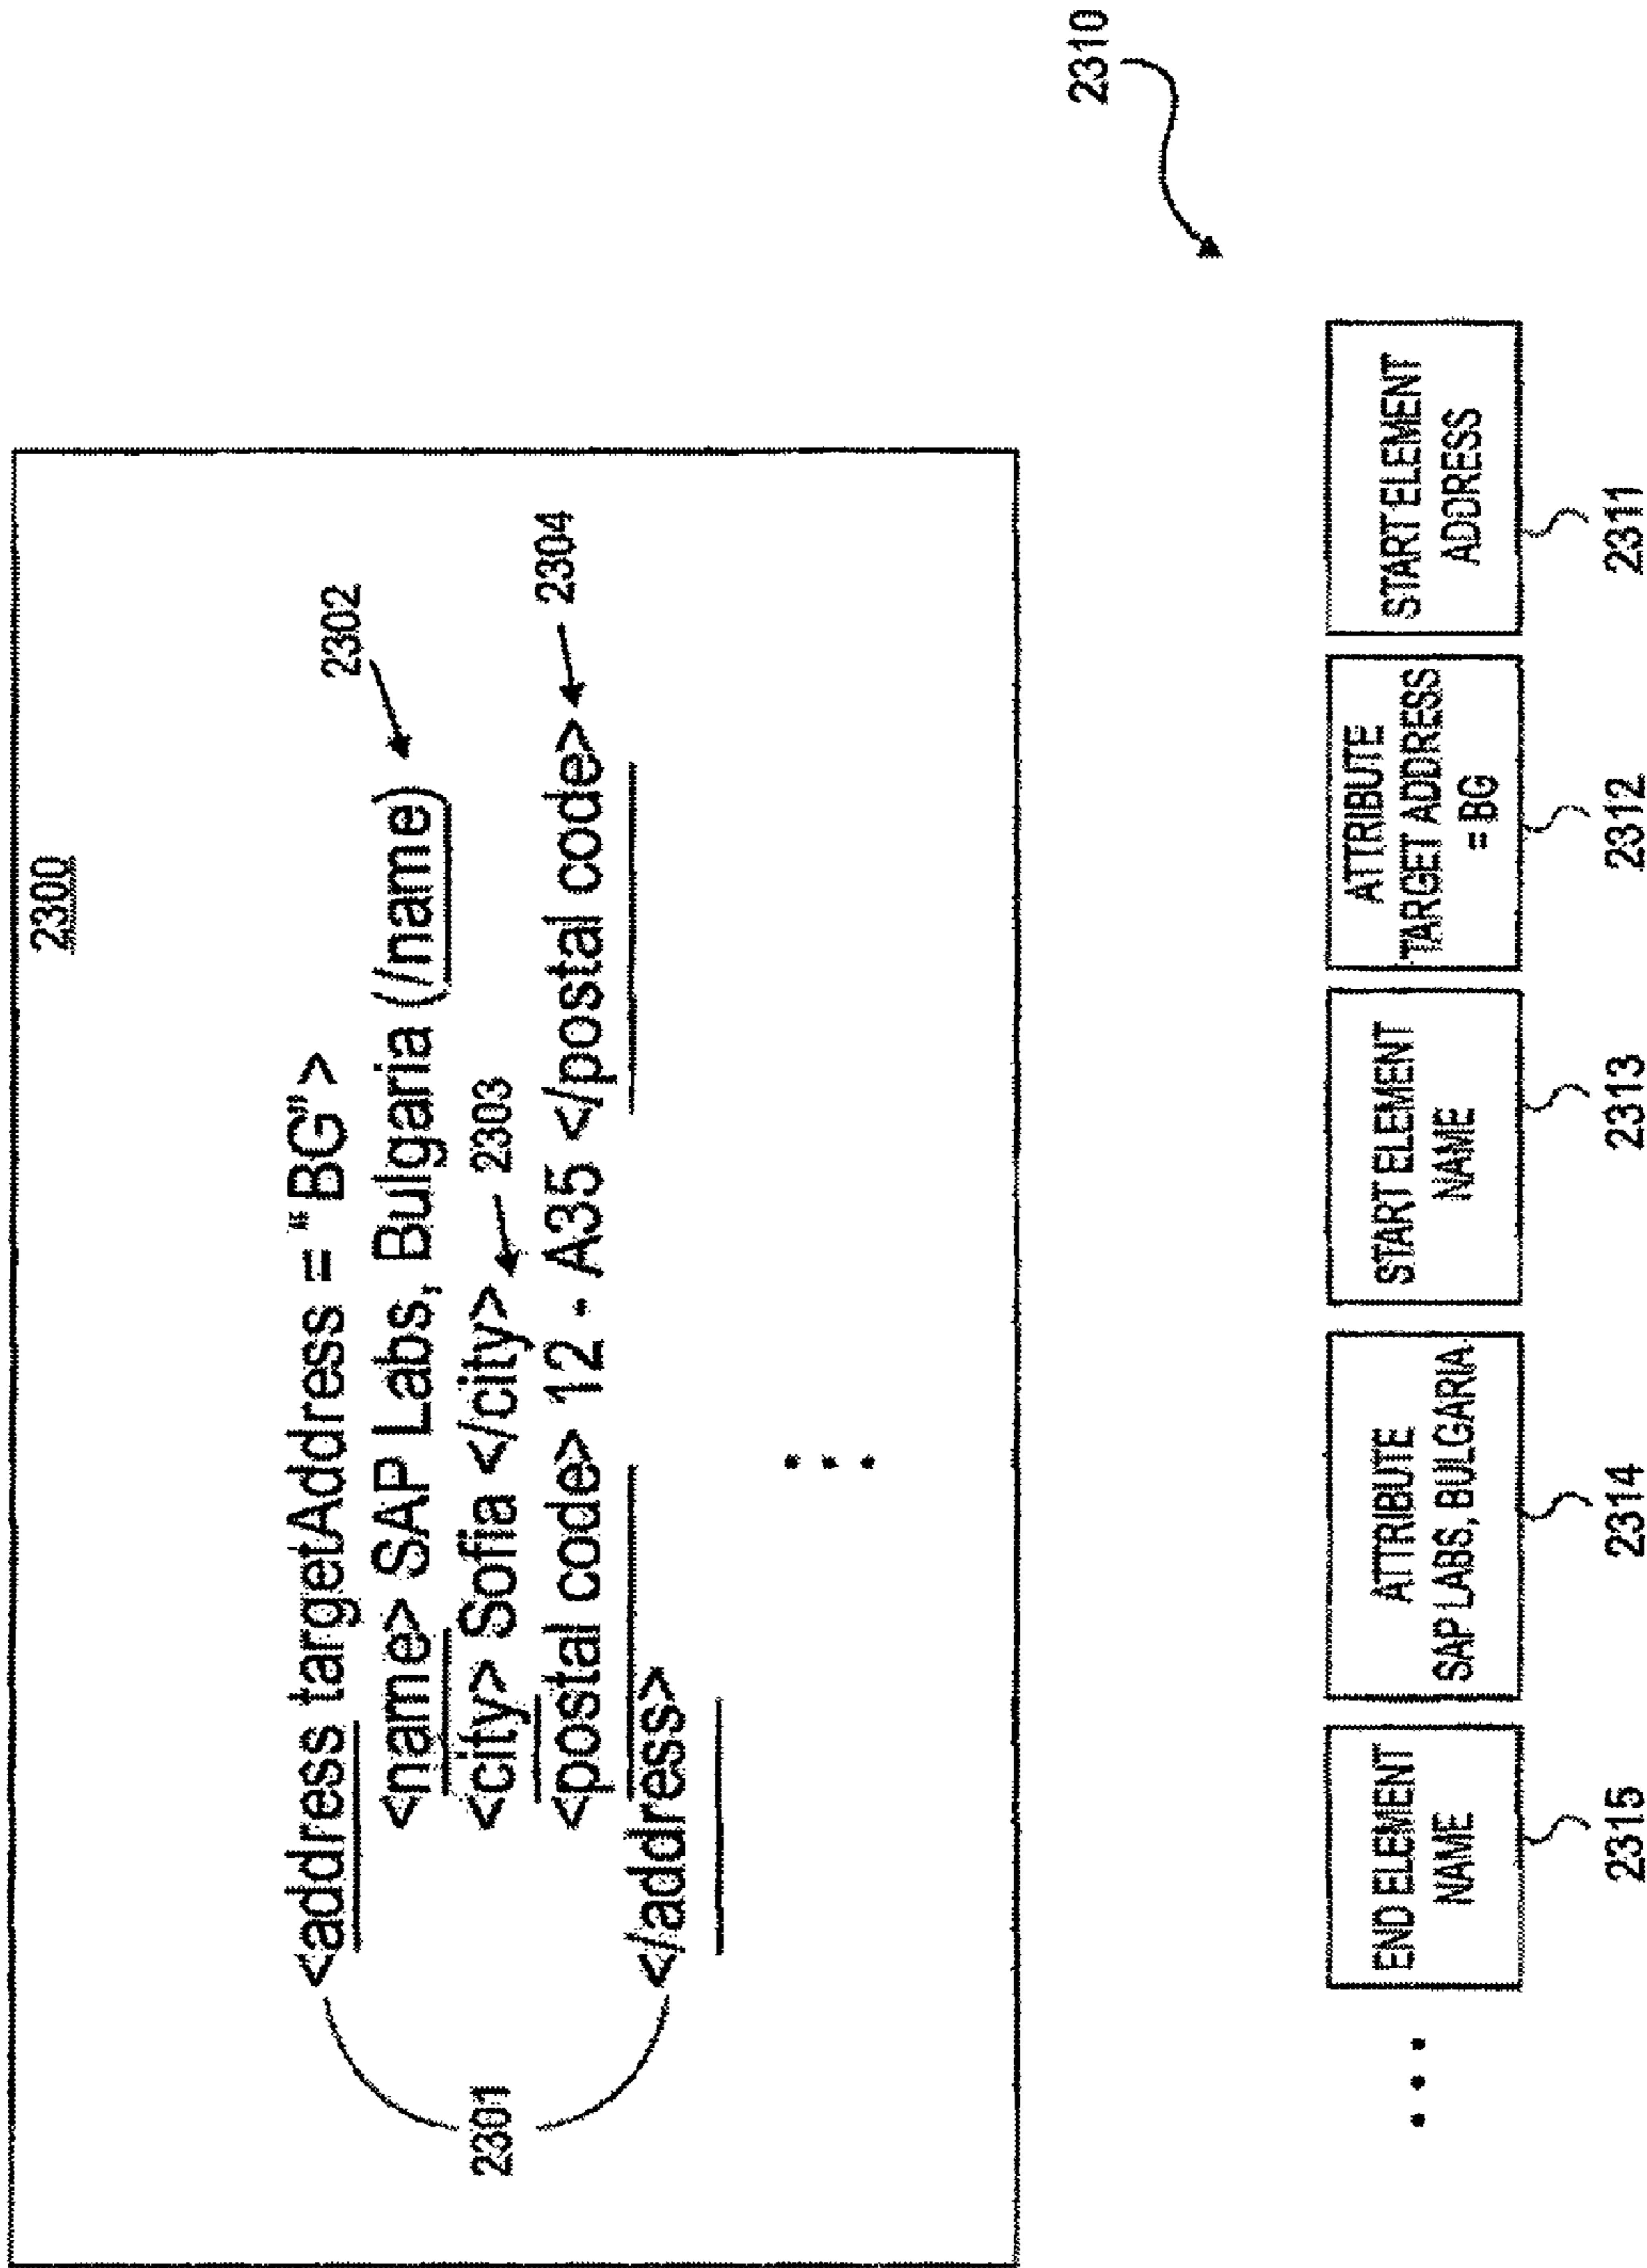 2300
<address targetAddress = "BG">
<name> SAP Labs, Bulgaria (/name)
2302
<city> Sofia </city>
2303
<postal code> 12 - A35 </postal code>
2304
</address>
2301
2310
END ELEMENT
NAME
2315
ATTRIBUTE
SAP LABS, BULGARIA
2314
START ELEMENT
NAME
2313
ATTRIBUTE
TARGET ADDRESS
= BG
2312
START ELEMENT
ADDRESS
2311